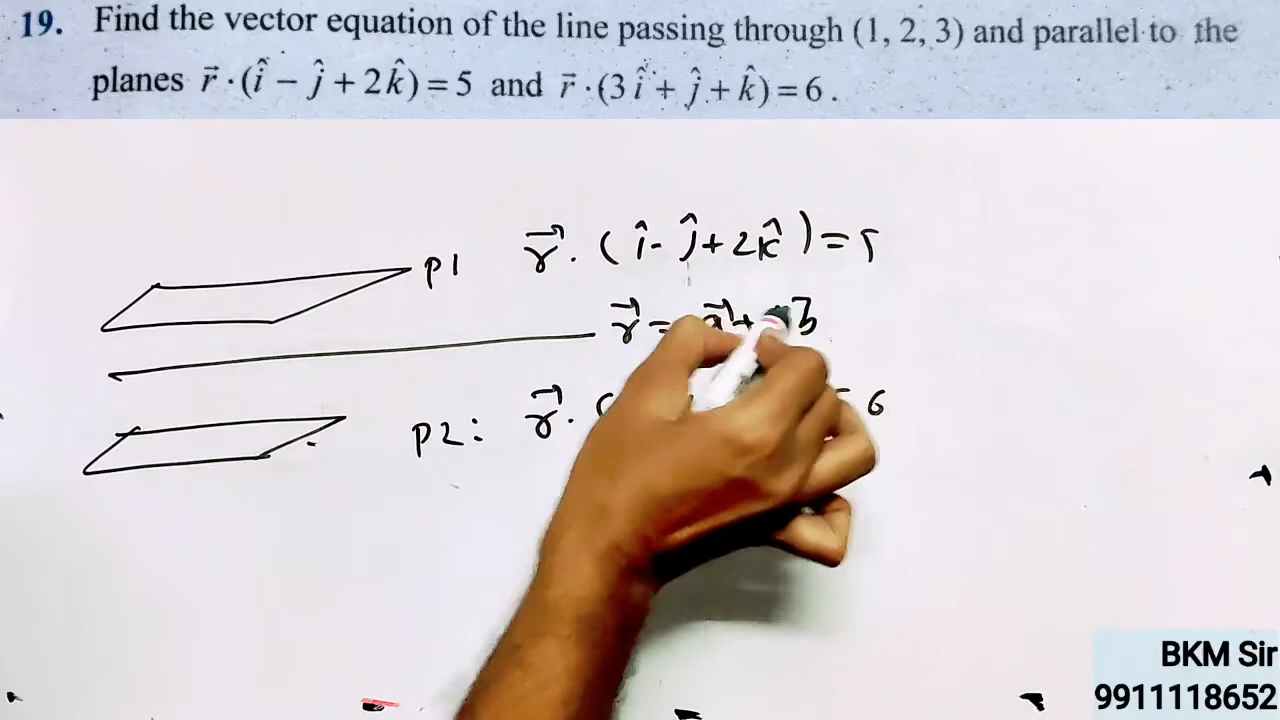 19. Find the vector equation of the line passing through (1, 2, 3) and parallel to the
planes r⃗ · (î − ĵ + 2k̂) = 5 and r⃗ · (3î + ĵ + k̂) = 6.
P1 r⃗ · (î - ĵ + 2k̂) = 5
r⃗ = a⃗ +
P2: r⃗ · ( = 6
BKM Sir
9911118652